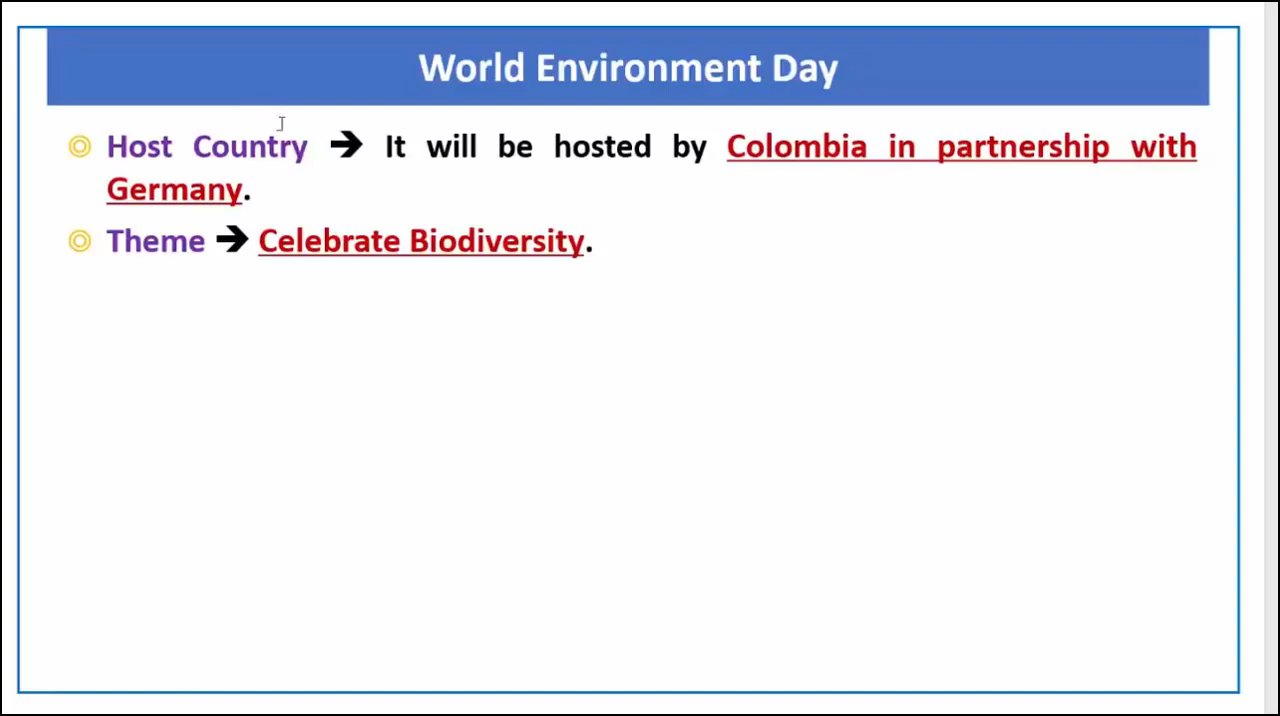 World Environment Day
Host Country → It will be hosted by Colombia in partnership with
Germany.
Theme → Celebrate Biodiversity.